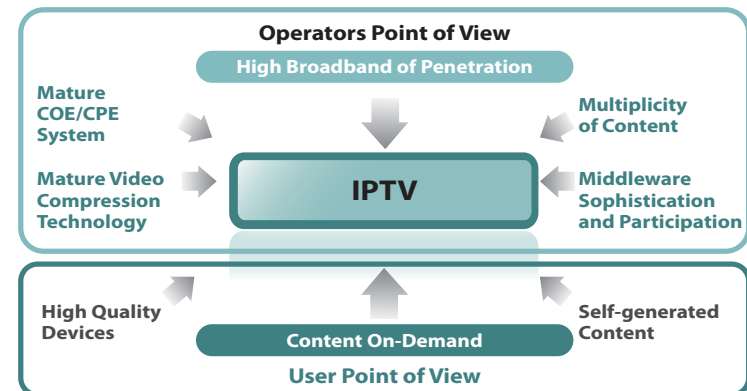 Operators Point of View
High Broadband of Penetration
Mature
COE/CPE
System
Multiplicity
of Content
Mature Video
Compression
Technology
IPTV
Middleware
Sophistication
and Participation
High Quality
Devices
Self-generated
Content
Content On-Demand
User Point of View